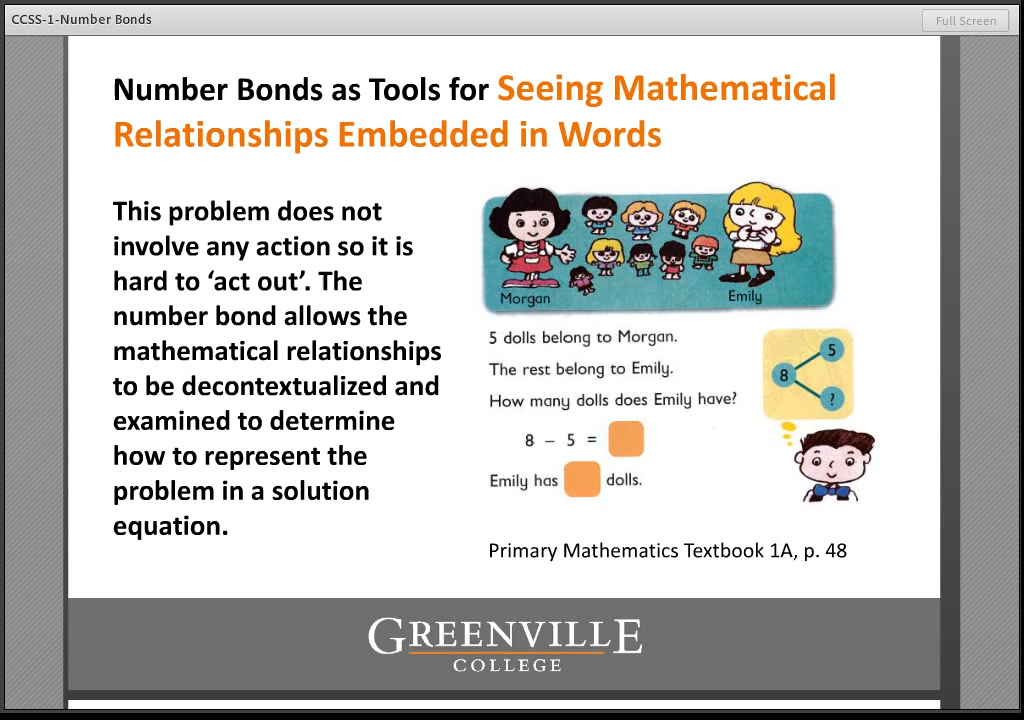 CCSS-1-Number Bonds
Full Screen
Number Bonds as Tools for Seeing Mathematical
Relationships Embedded in Words
This problem does not
involve any action so it is
hard to ‘act out’. The
number bond allows the
mathematical relationships
to be decontextualized and
examined to determine
how to represent the
problem in a solution
equation.
Morgan
Emily
5 dolls belong to Morgan.
The rest belong to Emily.
How many dolls does Emily have?
8 – 5 =
Emily has dolls.
5
8
?
Primary Mathematics Textbook 1A, p. 48
GREENVILLE
COLLEGE